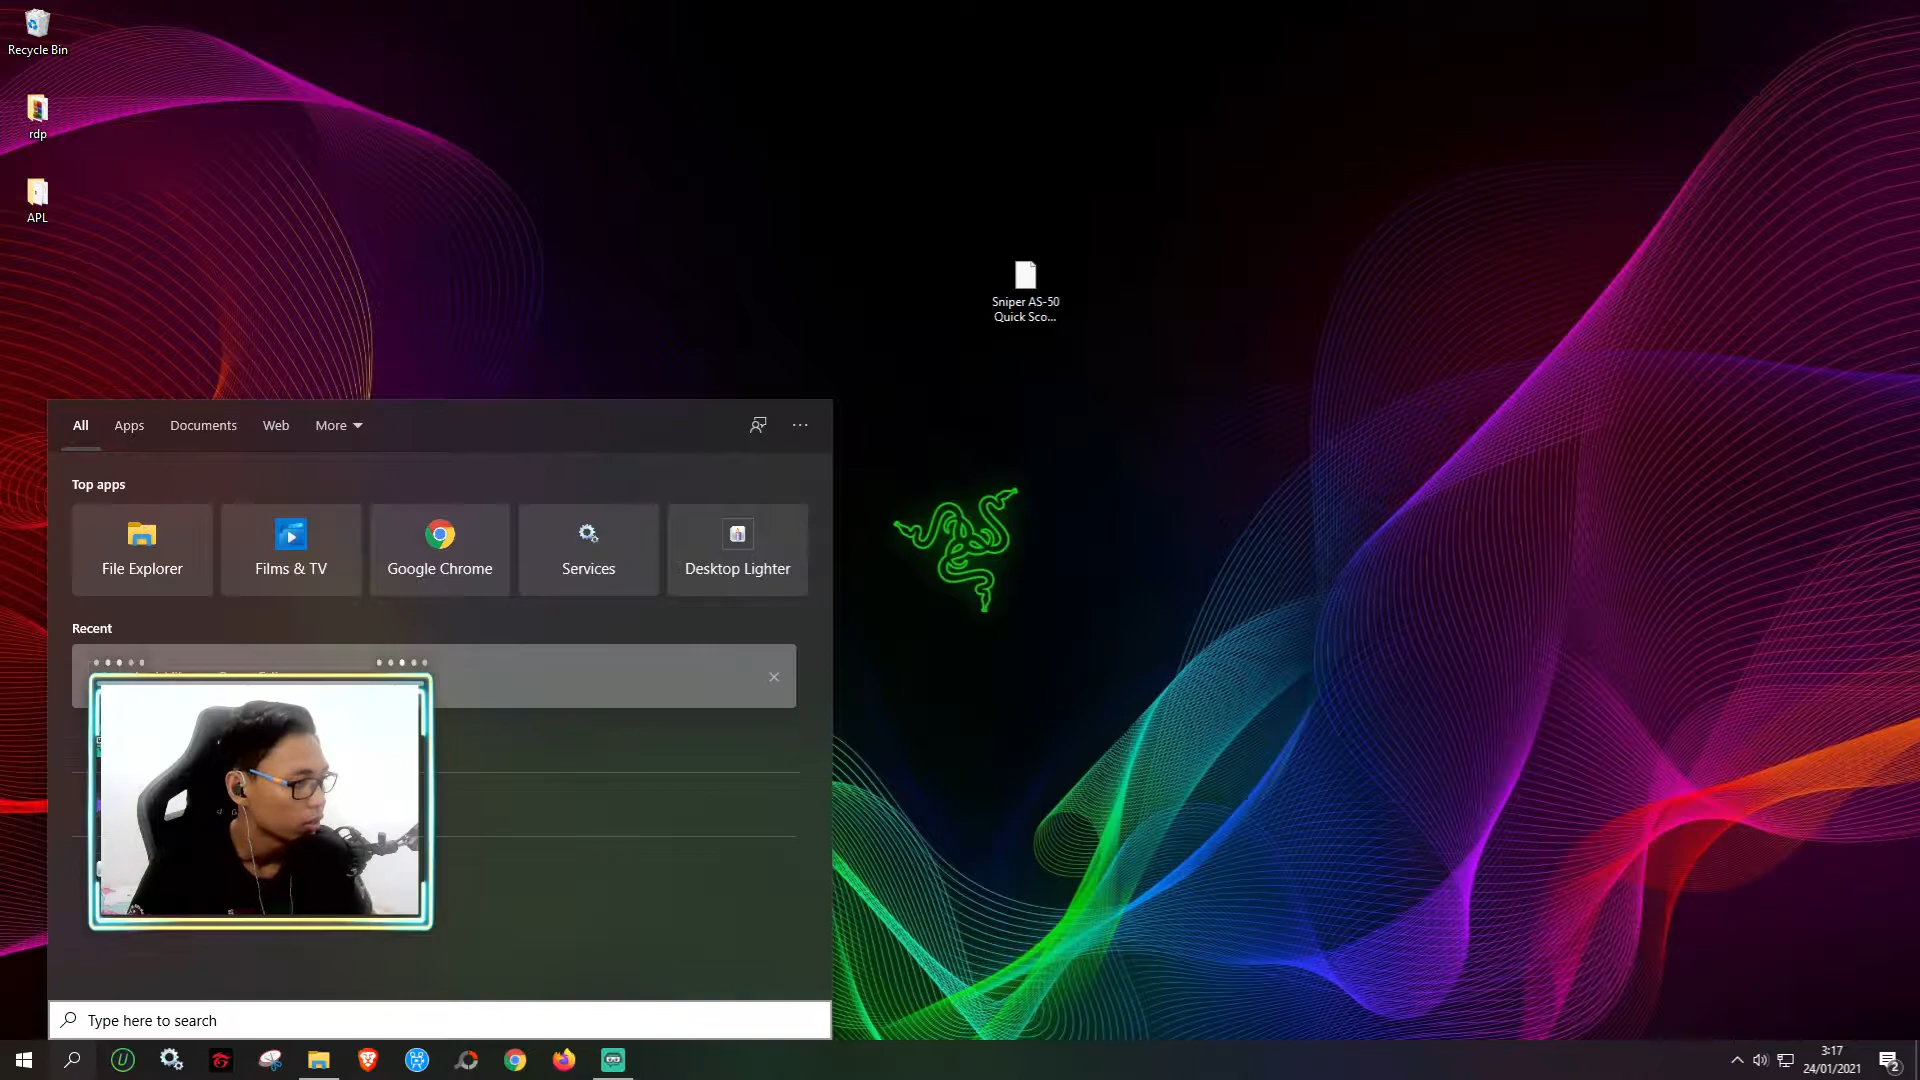 Recycle Bin
rdp
APL
Sniper AS-50
Quick Sco...
All
Apps
Documents
Web
More
Top apps
File Explorer
Films & TV
Google Chrome
Services
Desktop Lighter
Recent
Type here to search
3:17
24/01/2021
2